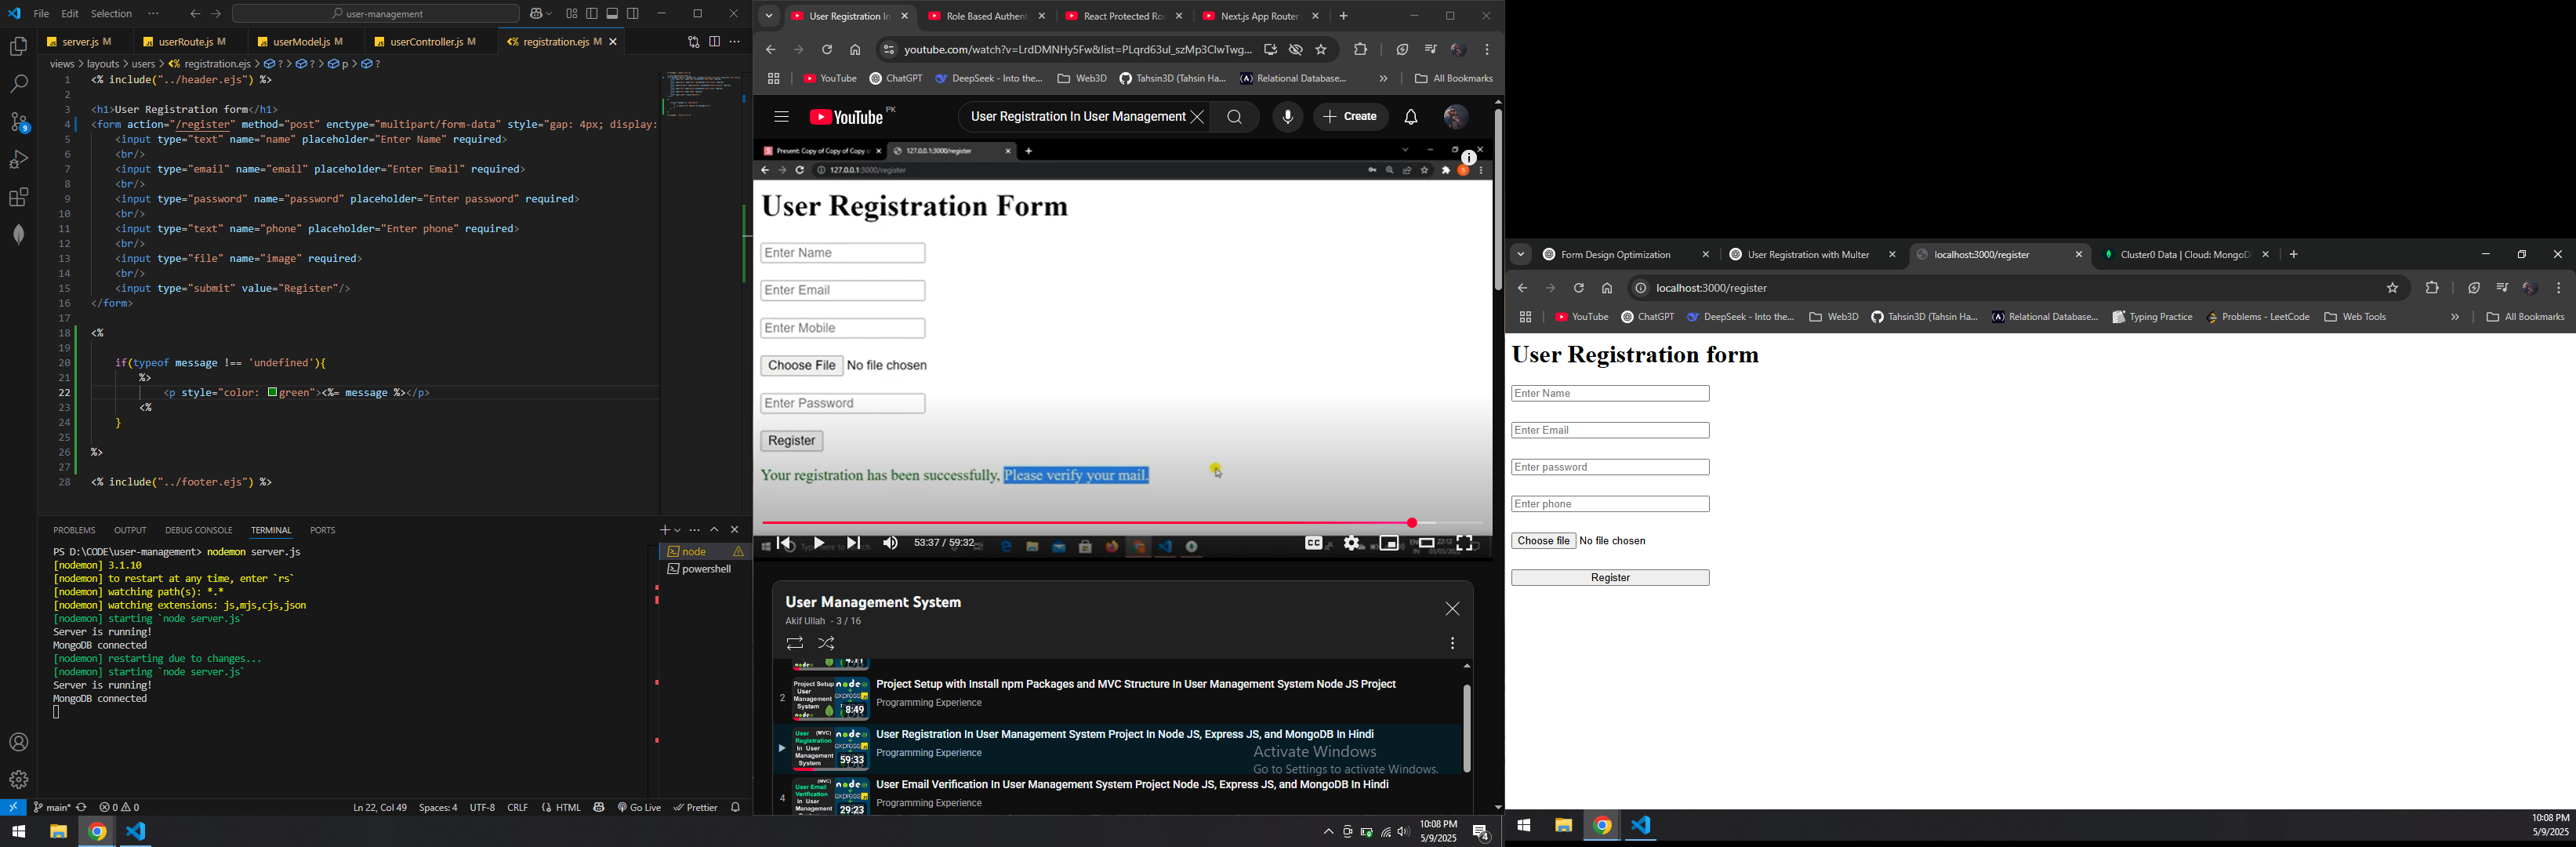 File Edit Selection ...
user-management
server.js M userRoute.js M userModel.js M userController.js M registration.ejs M
views > layouts > users > registration.ejs > ? > ? > p > ?
1 <% include("../header.ejs") %>
2
3 <h1>User Registration form</h1>
4 <form action="/register" method="post" enctype="multipart/form-data" style="gap: 4px; display:
5 <input type="text" name="name" placeholder="Enter Name" required>
6 <br/>
7 <input type="email" name="email" placeholder="Enter Email" required>
8 <br/>
9 <input type="password" name="password" placeholder="Enter password" required>
10 <br/>
11 <input type="text" name="phone" placeholder="Enter phone" required>
12 <br/>
13 <input type="file" name="image" required>
14 <br/>
15 <input type="submit" value="Register"/>
16 </form>
17
18 <%
19
20 if(typeof message !== 'undefined'){
21 %>
22 <p style="color: green"><%= message %></p>
23 <%
24 }
25
26 %>
27
28 <% include("../footer.ejs") %>
PROBLEMS OUTPUT DEBUG CONSOLE TERMINAL PORTS
node
powershell
PS D:\CODE\user-management> nodemon server.js
[nodemon] 3.1.10
[nodemon] to restart at any time, enter `rs`
[nodemon] watching path(s): *.*
[nodemon] watching extensions: js,mjs,cjs,json
[nodemon] starting `node server.js`
Server is running!
MongoDB connected
[nodemon] restarting due to changes...
[nodemon] starting `node server.js`
Server is running!
MongoDB connected
9
main* 0 0 Ln 22, Col 49 Spaces: 4 UTF-8 CRLF HTML Go Live Prettier
User Registration In Role Based Authent React Protected Ro Next.js App Router
youtube.com/watch?v=LrdDMNHy5Fw&list=PLqrd63ul_szMp3ClwTwg...
YouTube ChatGPT DeepSeek - Into the... Web3D Tahsin3D (Tahsin Ha... Relational Database... » All Bookmarks
YouTube PK
User Registration In User Management
Create
Present: Copy of Copy of Copy 127.0.0.1:3000/register
127.0.0.1:3000/register
User Registration Form
Enter Name
Enter Email
Enter Mobile
Choose File No file chosen
Enter Password
Register
Your registration has been successfully, Please verify your mail.
53:37 / 59:32
CC
User Management System
Akif Ullah - 3 / 16
2 Project Setup with Install npm Packages and MVC Structure In User Management System Node JS Project
Programming Experience
8:49
User Registration In User Management System Project In Node JS, Express JS, and MongoDB In Hindi
Programming Experience
59:33
4 User Email Verification In User Management System Project Node JS, Express JS, and MongoDB In Hindi
Programming Experience
29:23
Activate Windows
Go to Settings to activate Windows.
10:08 PM
5/9/2025
4
Form Design Optimization User Registration with Multer localhost:3000/register Cluster0 Data | Cloud: MongoD
localhost:3000/register
YouTube ChatGPT DeepSeek - Into the... Web3D Tahsin3D (Tahsin Ha... Relational Database... Typing Practice Problems - LeetCode Web Tools » All Bookmarks
User Registration form
Enter Name
Enter Email
Enter password
Enter phone
Choose file No file chosen
Register
10:08 PM
5/9/2025